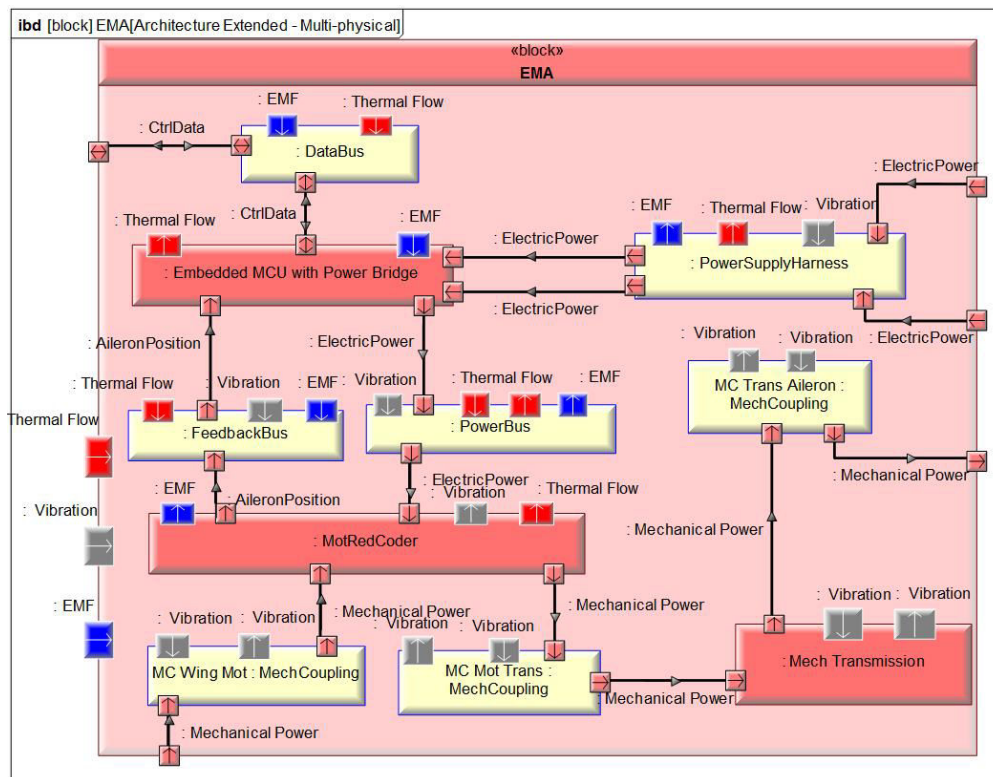 ibd [block] EMA[Architecture Extended - Multi-physical]
«block»
EMA
: EMF
: Thermal Flow
: CtrlData
: DataBus
: ElectricPower
: CtrlData
: Thermal Flow
: EMF
: EMF
: Thermal Flow
: Vibration
: ElectricPower
: Embedded MCU with Power Bridge
: PowerSupplyHarness
: ElectricPower
: ElectricPower
: AileronPosition
: ElectricPower
: Vibration
: Vibration
: Thermal Flow
: Vibration
: EMF
: Vibration
: Thermal Flow
: EMF
MC Trans Aileron :
MechCoupling
Thermal Flow
: FeedbackBus
: PowerBus
: Mechanical Power
: EMF
: AileronPosition
: ElectricPower
: Vibration
: Thermal Flow
: Vibration
: MotRedCoder
: Mechanical Power
: EMF
: Vibration
: Vibration
: Mechanical Power
: Vibration
: Vibration
: Mechanical Power
: Vibration
: Vibration
MC Wing Mot : MechCoupling
MC Mot Trans :
MechCoupling
: Mech Transmission
: Mechanical Power
: Mechanical Power